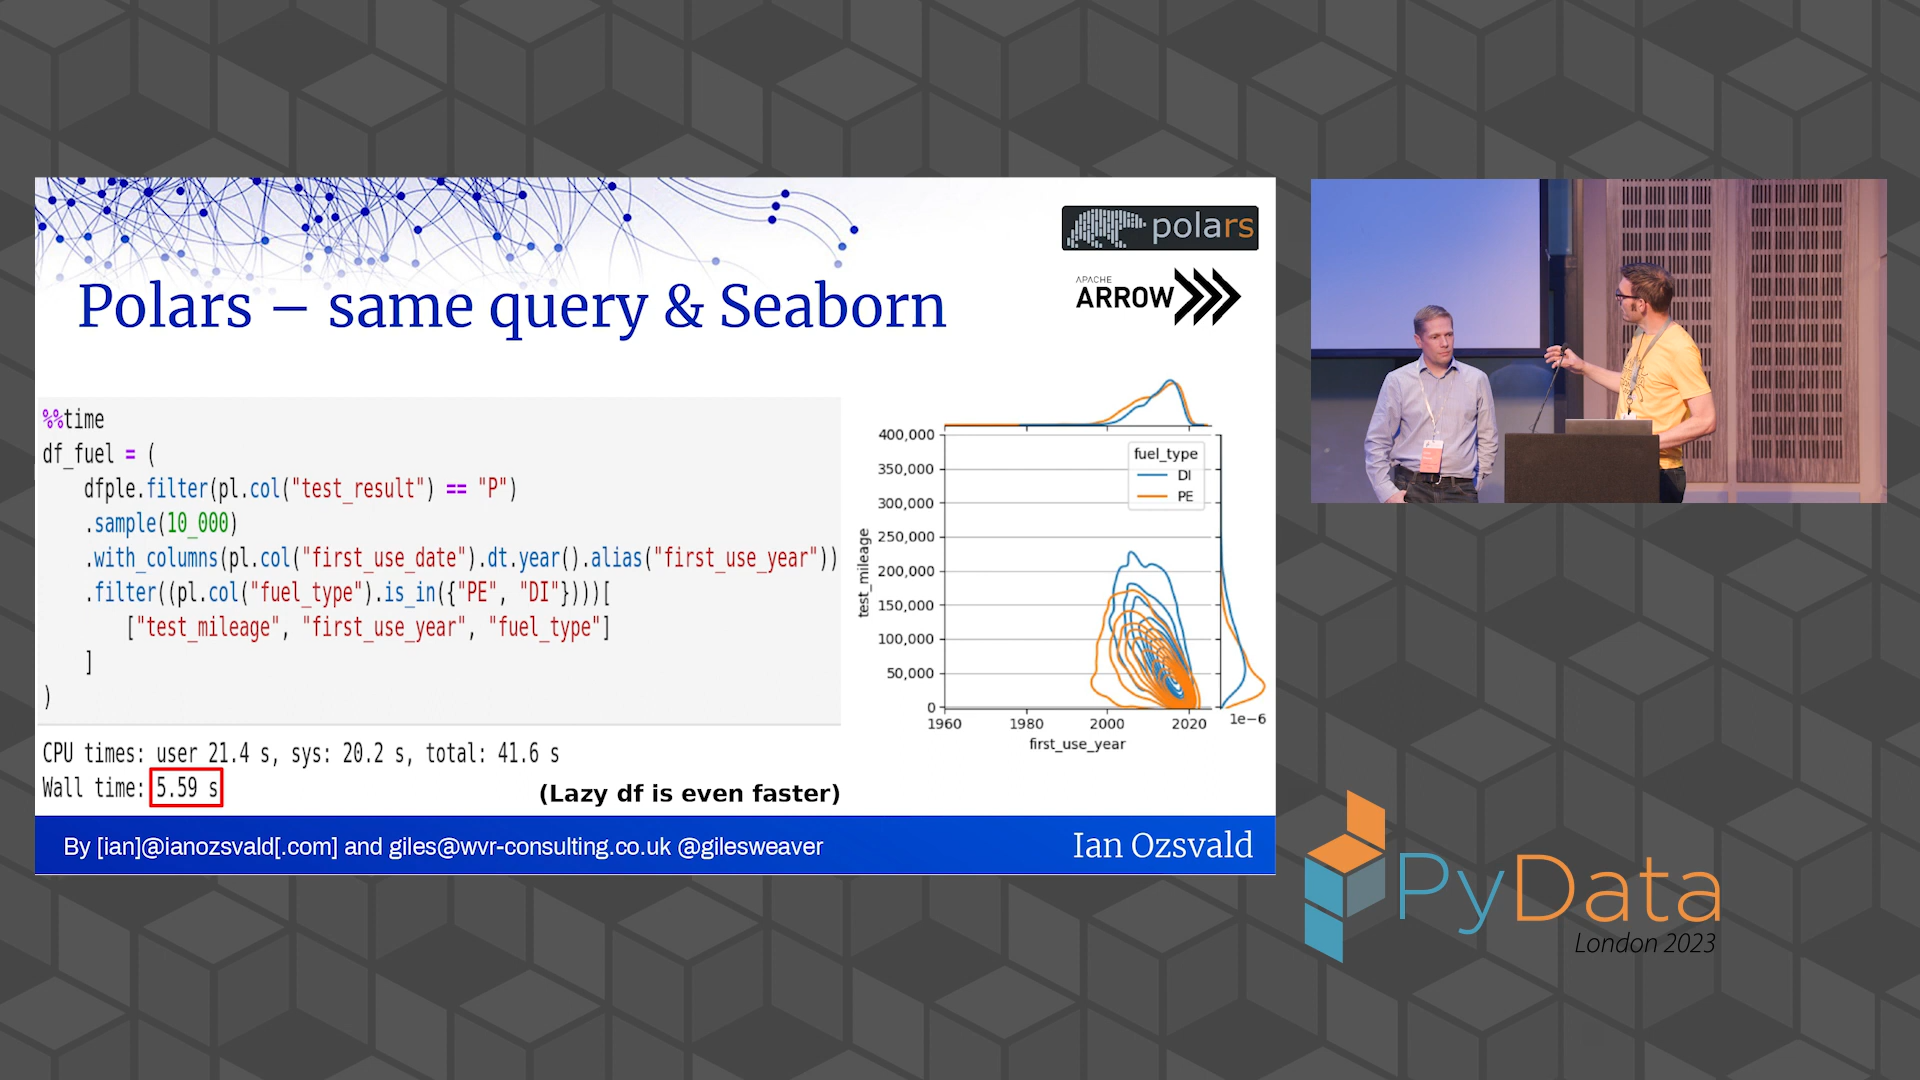 polars
APACHE
ARROW
Polars – same query & Seaborn
%%time
df_fuel = (
dfple.filter(pl.col("test_result") == "P")
.sample(10_000)
.with_columns(pl.col("first_use_date").dt.year().alias("first_use_year"))
.filter((pl.col("fuel_type").is_in({"PE", "DI"})))[
["test_mileage", "first_use_year", "fuel_type"]
]
)
CPU times: user 21.4 s, sys: 20.2 s, total: 41.6 s
Wall time: 5.59 s
(Lazy df is even faster)
400,000
350,000
300,000
250,000
200,000
150,000
100,000
50,000
0
test_mileage
fuel_type
DI
PE
1960
1980
2000
2020
1e−6
first_use_year
By [ian]@ianozsvald[.com] and giles@wvr-consulting.co.uk @gilesweaver
Ian Ozsvald
PyData
London 2023